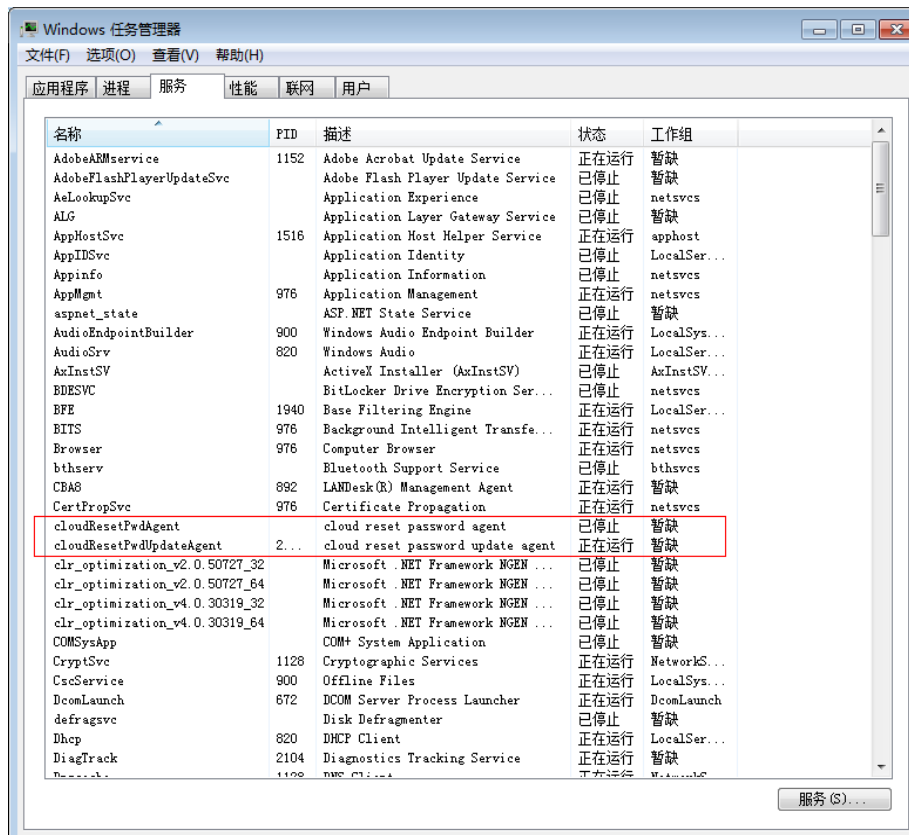 Windows 任务管理器
文件(F) 选项(O) 查看(V) 帮助(H)
应用程序 进程 服务 性能 联网 用户
名称 PID 描述 状态 工作组
AdobeARMservice 1152 Adobe Acrobat Update Service 正在运行 暂缺
AdobeFlashPlayerUpdateSvc Adobe Flash Player Update Service 已停止 暂缺
AeLookupSvc Application Experience 已停止 netsvcs
ALG Application Layer Gateway Service 已停止 暂缺
AppHostSvc 1516 Application Host Helper Service 正在运行 apphost
AppIDSvc Application Identity 已停止 LocalSer...
Appinfo Application Information 已停止 netsvcs
AppMgmt 976 Application Management 正在运行 netsvcs
aspnet_state ASP.NET State Service 已停止 暂缺
AudioEndpointBuilder 900 Windows Audio Endpoint Builder 正在运行 LocalSys...
AudioSrv 820 Windows Audio 正在运行 LocalSer...
AxInstSV ActiveX Installer (AxInstSV) 已停止 AxInstSV...
BDESVC BitLocker Drive Encryption Ser... 已停止 netsvcs
BFE 1940 Base Filtering Engine 正在运行 LocalSer...
BITS 976 Background Intelligent Transfe... 正在运行 netsvcs
Browser 976 Computer Browser 正在运行 netsvcs
bthserv Bluetooth Support Service 已停止 bthsvcs
CBA8 892 LANDesk(R) Management Agent 正在运行 暂缺
CertPropSvc 976 Certificate Propagation 正在运行 netsvcs
cloudResetPwdAgent cloud reset password agent 已停止 暂缺
cloudResetPwdUpdateAgent 2... cloud reset password update agent 正在运行 暂缺
clr_optimization_v2.0.50727_32 Microsoft .NET Framework NGEN ... 已停止 暂缺
clr_optimization_v2.0.50727_64 Microsoft .NET Framework NGEN ... 已停止 暂缺
clr_optimization_v4.0.30319_32 Microsoft .NET Framework NGEN ... 已停止 暂缺
clr_optimization_v4.0.30319_64 Microsoft .NET Framework NGEN ... 已停止 暂缺
COMSysApp COM+ System Application 已停止 暂缺
CryptSvc 1128 Cryptographic Services 正在运行 NetworkS...
CscService 900 Offline Files 正在运行 LocalSys...
DcomLaunch 672 DCOM Server Process Launcher 正在运行 DcomLaunch
defragsvc Disk Defragmenter 已停止 暂缺
Dhcp 820 DHCP Client 正在运行 LocalSer...
DiagTrack 2104 Diagnostics Tracking Service 正在运行 暂缺
服务(S)...